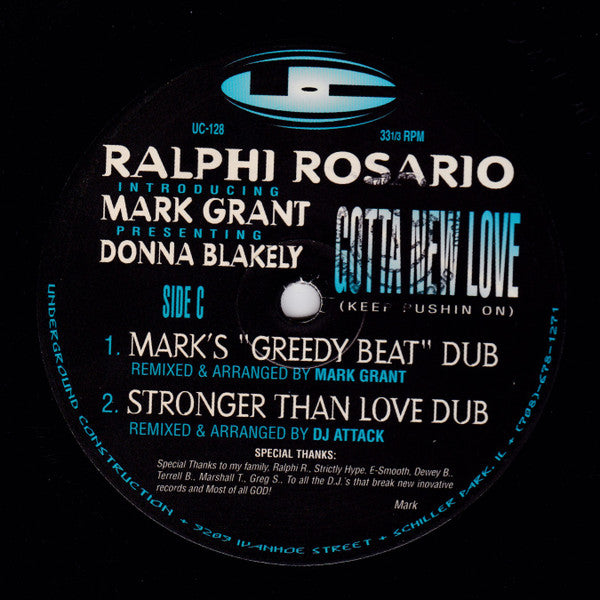 UC
UC-128
33 1/3 RPM
RALPHI ROSARIO
INTRODUCING
MARK GRANT
PRESENTING
DONNA BLAKELY
GOTTA NEW LOVE
(KEEP PUSHIN ON)
SIDE C
1. MARK'S "GREEDY BEAT" DUB
REMIXED & ARRANGED BY MARK GRANT
2. STRONGER THAN LOVE DUB
REMIXED & ARRANGED BY DJ ATTACK
SPECIAL THANKS:
Special Thanks to my family, Ralphi R., Strictly Hype, E-Smooth, Dewey B.,
Terrell B., Marshall T., Greg S.. To all the D.J.'s that break new inovative
records and Most of all GOD!
Mark
UNDERGROUND CONSTRUCTION + 9209 IVANHOE STREET + SCHILLER PARK, IL + (708)-678-1271